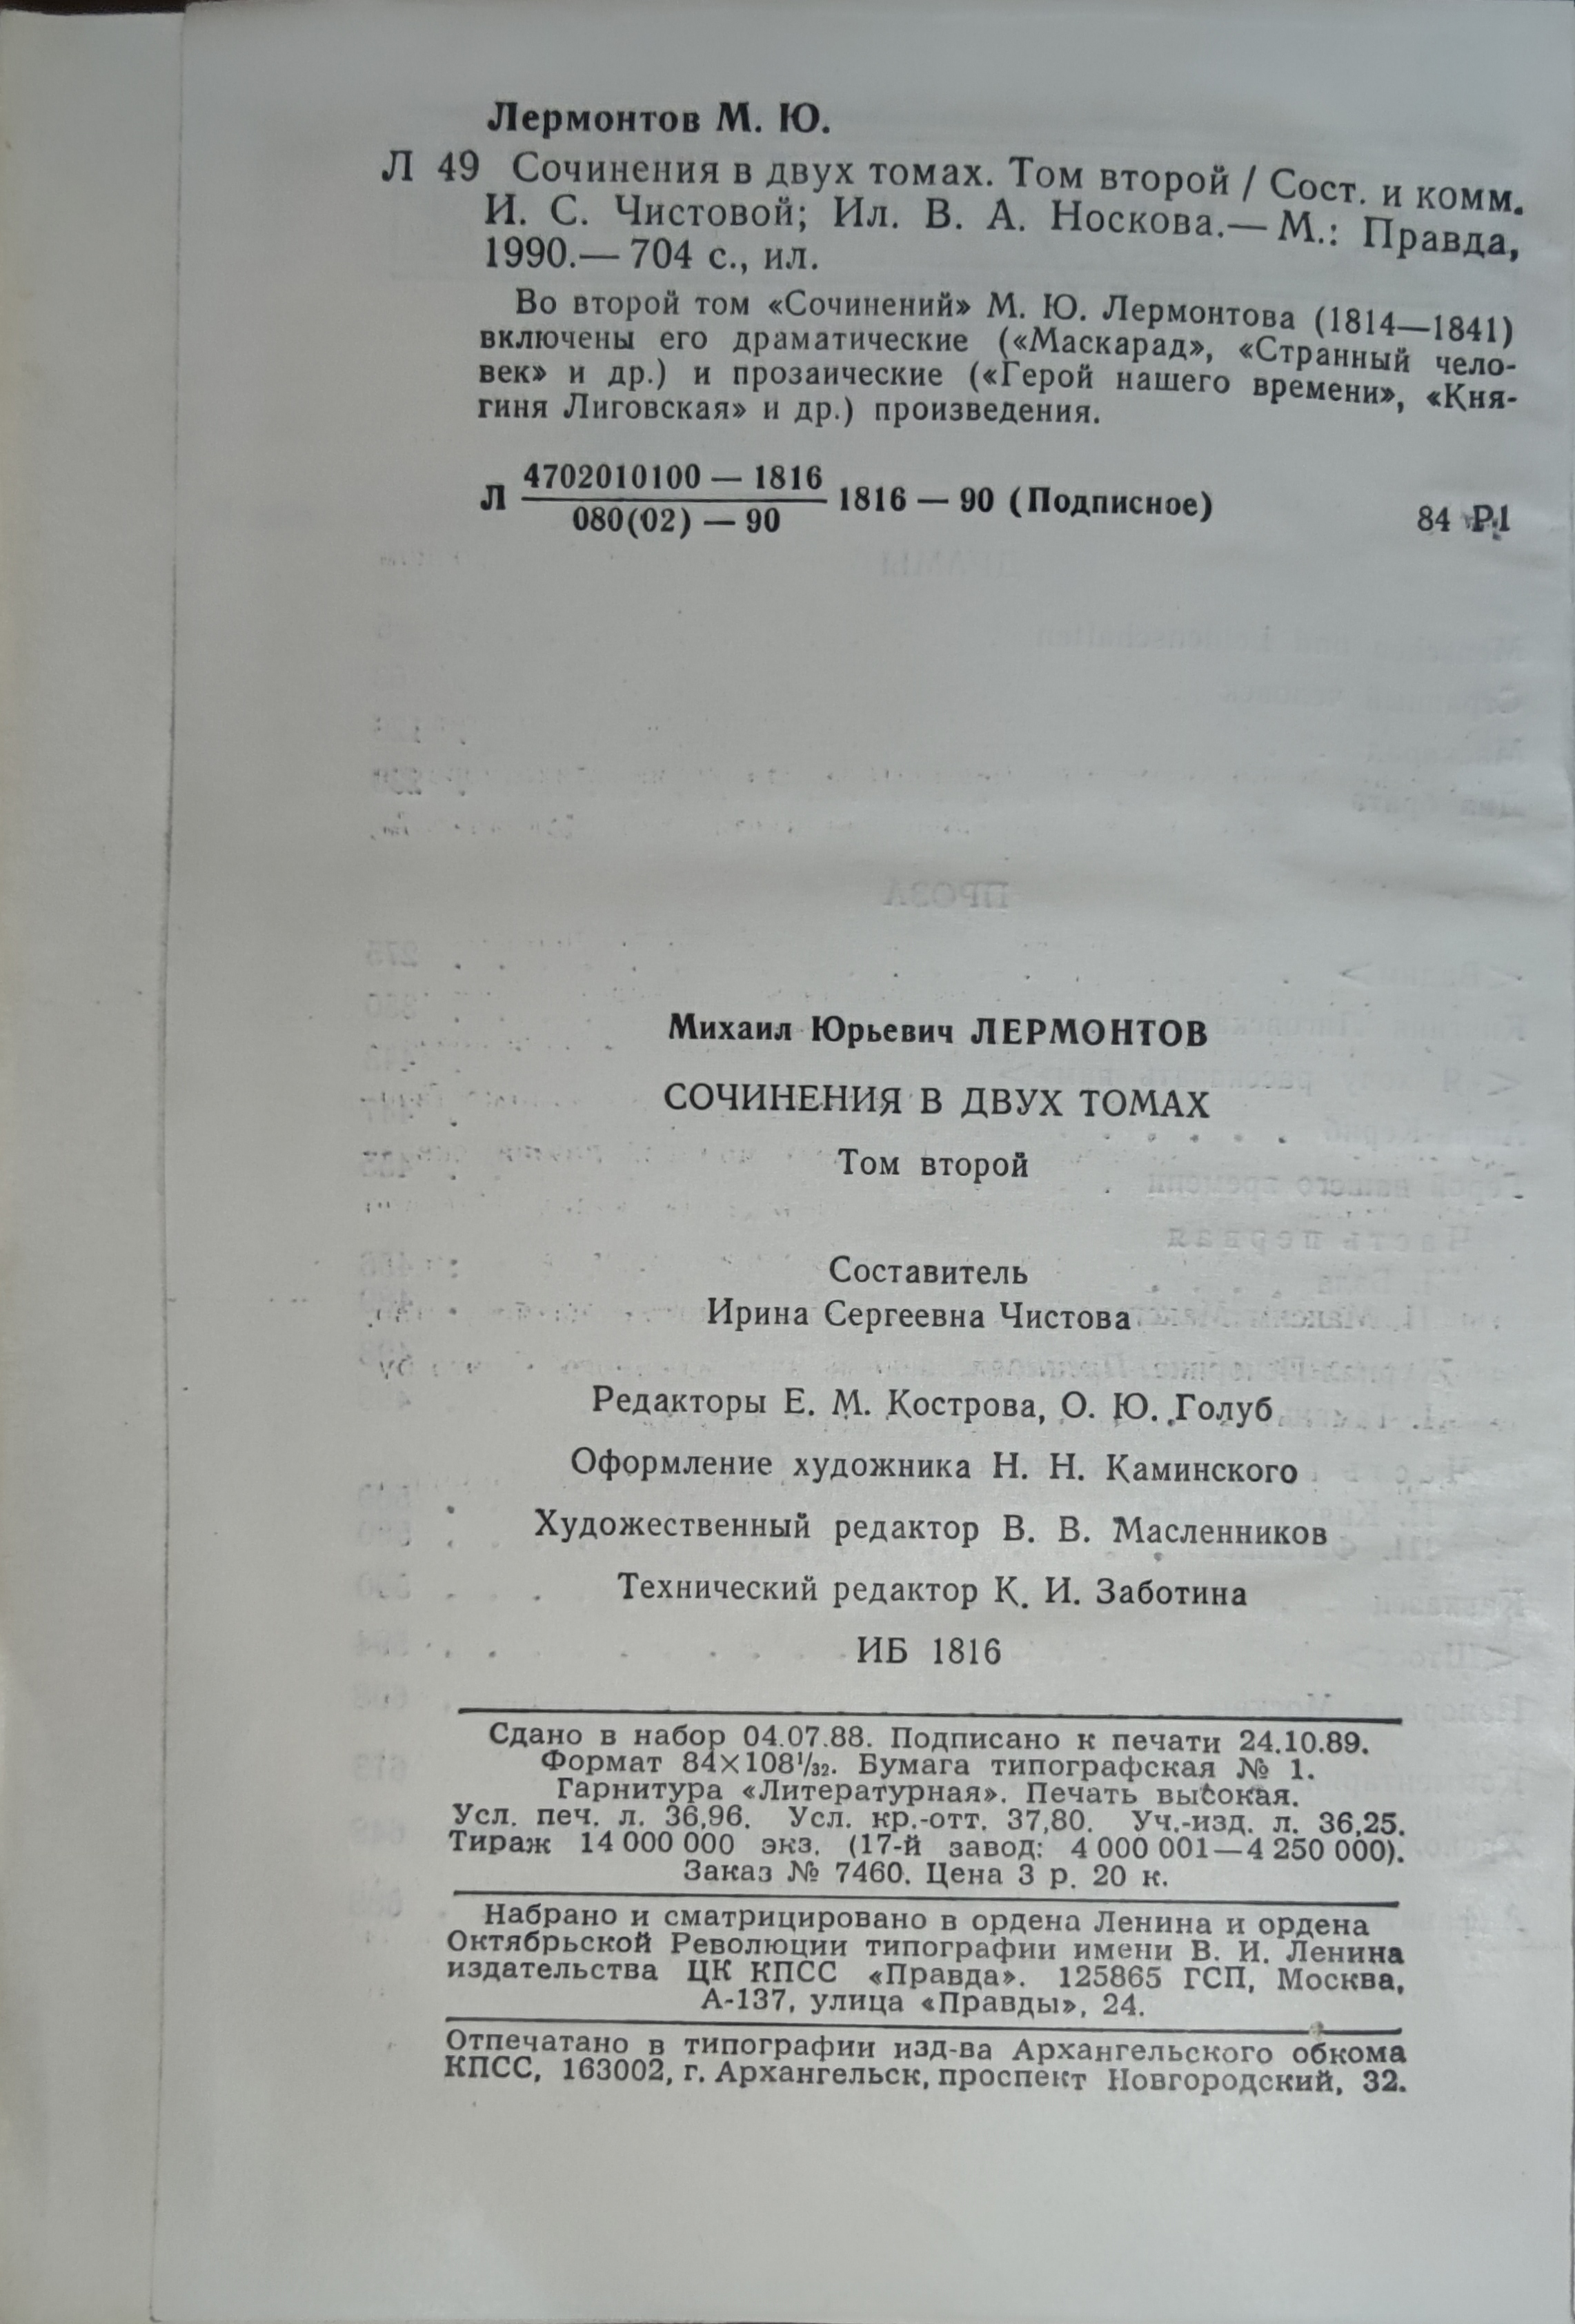 Лермонтов М. Ю.
Л 49 Сочинения в двух томах. Том второй / Сост. и комм.
И. С. Чистовой; Ил. В. А. Носкова.— М.: Правда,
1990.— 704 с., ил.
Во второй том «Сочинений» М. Ю. Лермонтова (1814—1841)
включены его драматические («Маскарад», «Странный чело-
век» и др.) и прозаические («Герой нашего времени», «Кня-
гиня Лиговская» и др.) произведения.
4702010100 — 1816
Л 1816 — 90 (Подписное)
080(02) — 90
84 Р1
Михаил Юрьевич ЛЕРМОНТОВ
СОЧИНЕНИЯ В ДВУХ ТОМАХ
Том второй
Составитель
Ирина Сергеевна Чистова
Редакторы Е. М. Кострова, О. Ю. Голуб
Оформление художника Н. Н. Каминского
Художественный редактор В. В. Масленников
Технический редактор К. И. Заботина
ИБ 1816
Сдано в набор 04.07.88. Подписано к печати 24.10.89.
Формат 84×108¹/₃₂. Бумага типографская № 1.
Гарнитура «Литературная». Печать высокая.
Усл. печ. л. 36,96. Усл. кр.-отт. 37,80. Уч.-изд. л. 36,25.
Тираж 14 000 000 экз. (17-й завод: 4 000 001—4 250 000).
Заказ № 7460. Цена 3 р. 20 к.
Набрано и сматрицировано в ордена Ленина и ордена
Октябрьской Революции типографии имени В. И. Ленина
издательства ЦК КПСС «Правда». 125865 ГСП, Москва,
А-137, улица «Правды», 24.
Отпечатано в типографии изд-ва Архангельского обкома
КПСС, 163002, г. Архангельск, проспект Новгородский, 32.